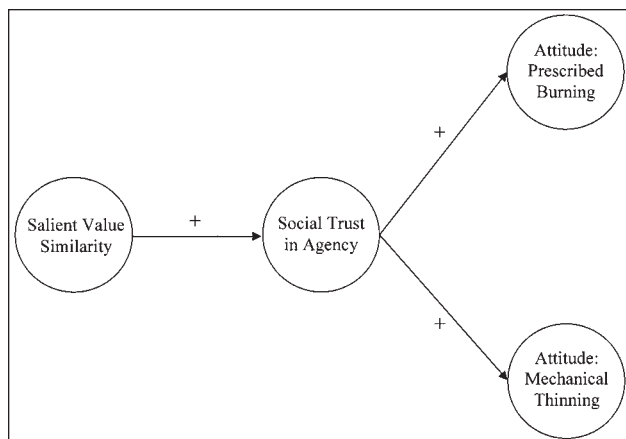 Attitude:
Prescribed
Burning
+
Salient Value
Similarity
+
Social Trust
in Agency
+
Attitude:
Mechanical
Thinning